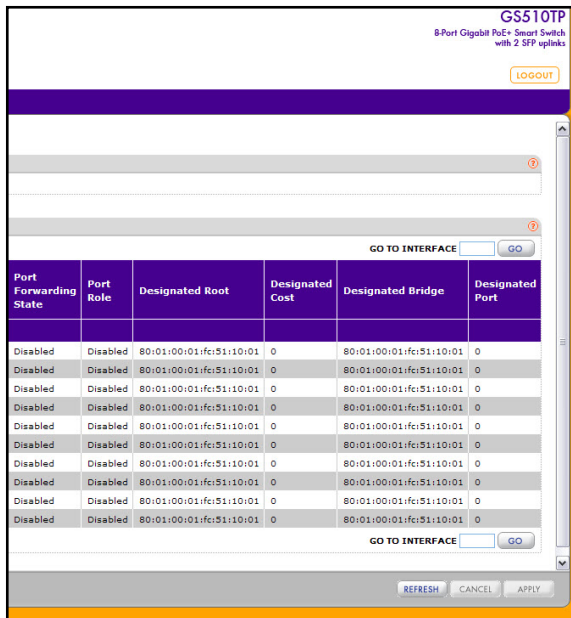 GS510TP
8-Port Gigabit PoE+ Smart Switch
with 2 SFP uplinks
LOGOUT
?
?
GO TO INTERFACE GO
Port Forwarding State Port Role Designated Root Designated Cost Designated Bridge Designated Port
Disabled Disabled 80:01:00:01:fc:51:10:01 0 80:01:00:01:fc:51:10:01 0
Disabled Disabled 80:01:00:01:fc:51:10:01 0 80:01:00:01:fc:51:10:01 0
Disabled Disabled 80:01:00:01:fc:51:10:01 0 80:01:00:01:fc:51:10:01 0
Disabled Disabled 80:01:00:01:fc:51:10:01 0 80:01:00:01:fc:51:10:01 0
Disabled Disabled 80:01:00:01:fc:51:10:01 0 80:01:00:01:fc:51:10:01 0
Disabled Disabled 80:01:00:01:fc:51:10:01 0 80:01:00:01:fc:51:10:01 0
Disabled Disabled 80:01:00:01:fc:51:10:01 0 80:01:00:01:fc:51:10:01 0
Disabled Disabled 80:01:00:01:fc:51:10:01 0 80:01:00:01:fc:51:10:01 0
Disabled Disabled 80:01:00:01:fc:51:10:01 0 80:01:00:01:fc:51:10:01 0
Disabled Disabled 80:01:00:01:fc:51:10:01 0 80:01:00:01:fc:51:10:01 0
GO TO INTERFACE GO
REFRESH CANCEL APPLY